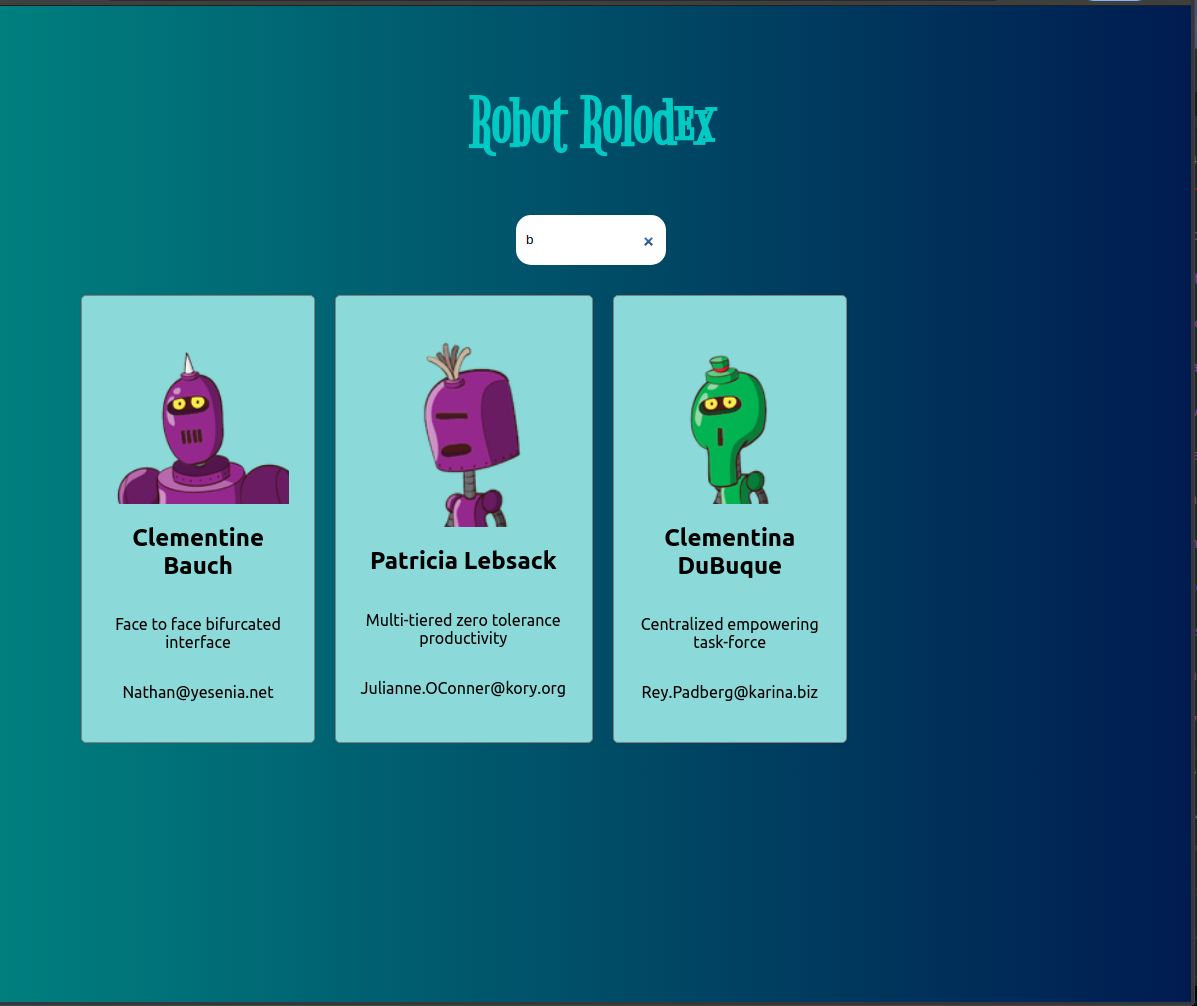 Robot Rolodex
b
Clementine
Bauch
Face to face bifurcated
interface
Nathan@yesenia.net
Patricia Lebsack
Multi-tiered zero tolerance
productivity
Julianne.OConner@kory.org
Clementina
DuBuque
Centralized empowering
task-force
Rey.Padberg@karina.biz